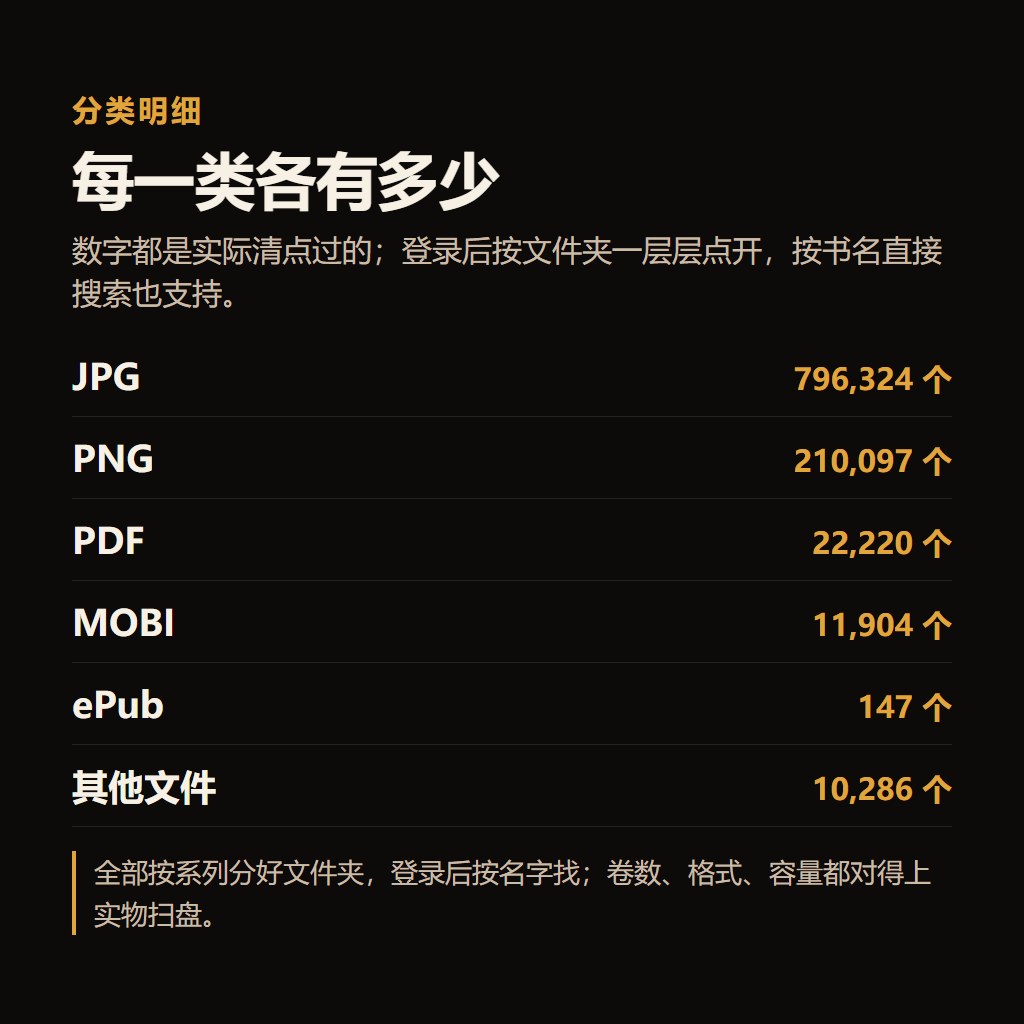 分类明细
每一类各有多少
数字都是实际清点过的；登录后按文件夹一层层点开，按书名直接
搜索也支持。
JPG 796,324 个
PNG 210,097 个
PDF 22,220 个
MOBI 11,904 个
ePub 147 个
其他文件 10,286 个
全部按系列分好文件夹，登录后按名字找；卷数、格式、容量都对得上
实物扫盘。